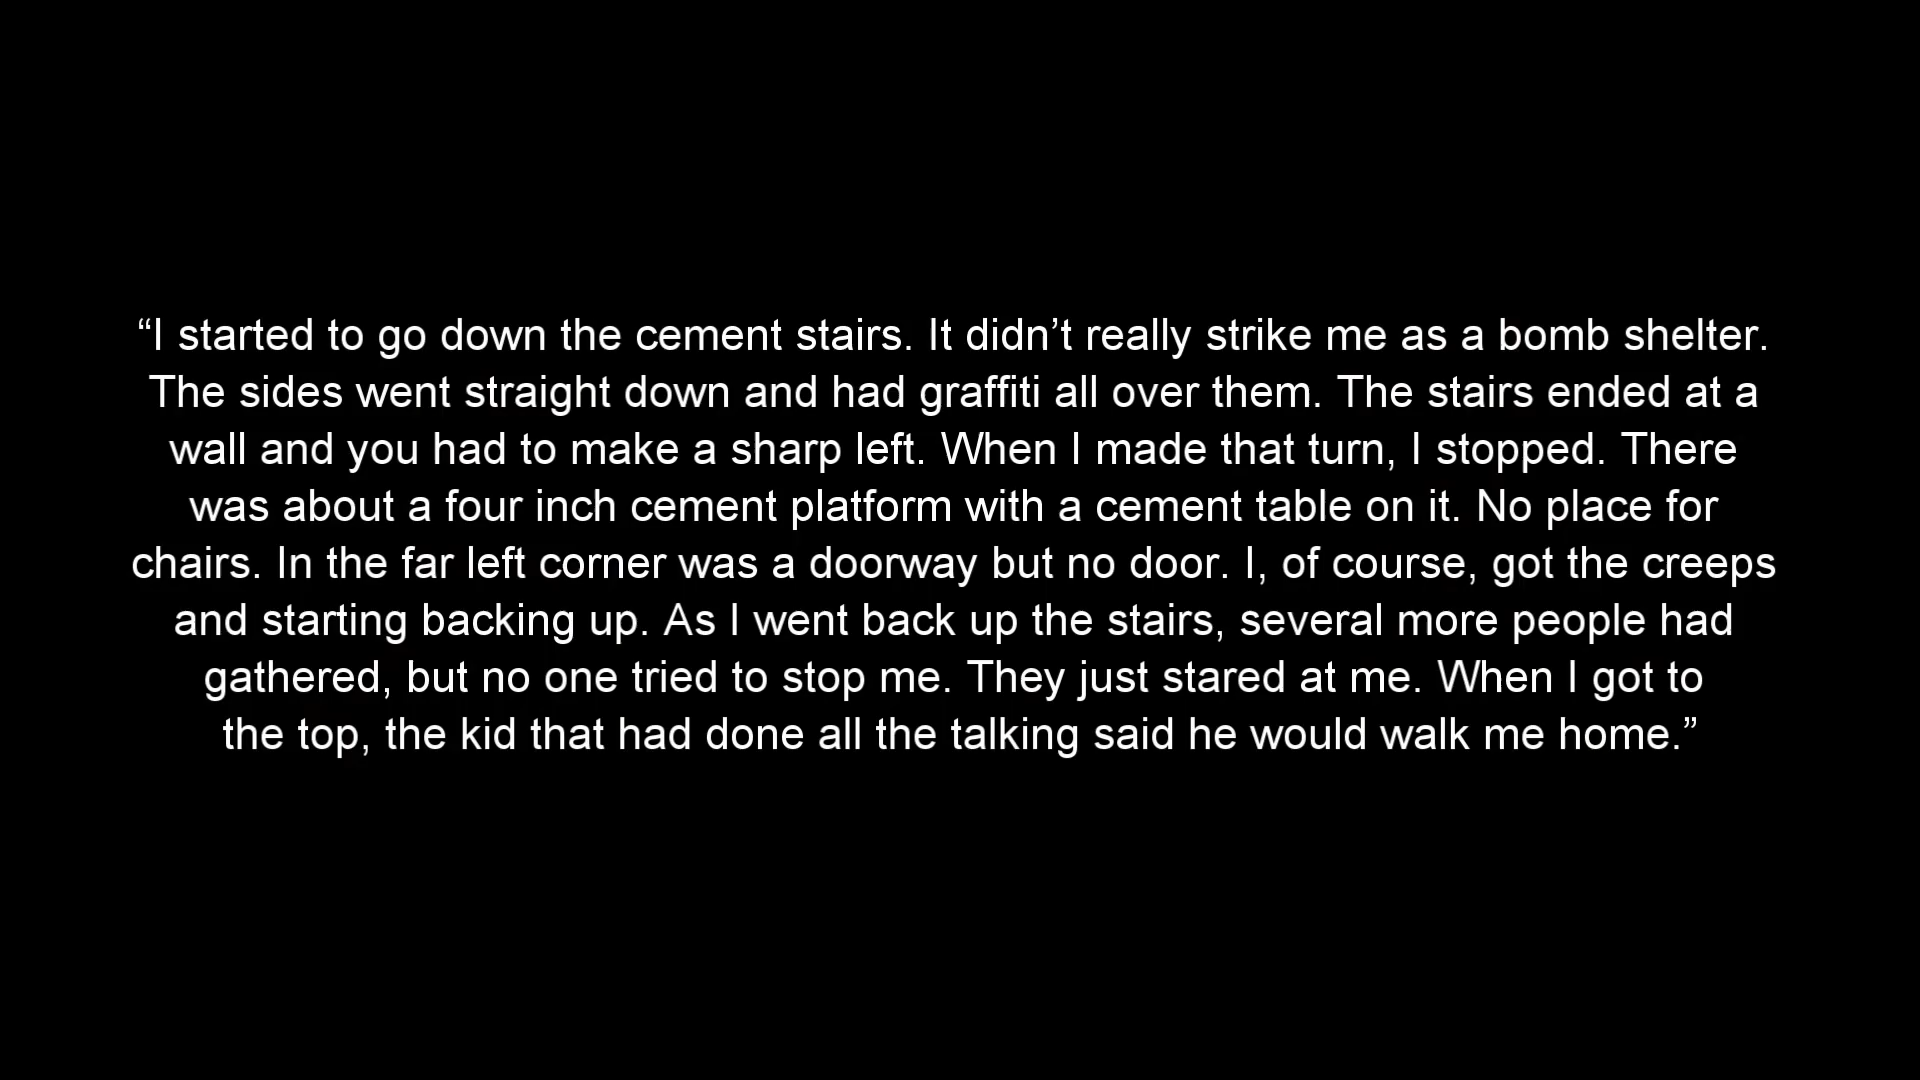 “I started to go down the cement stairs. It didn’t really strike me as a bomb shelter.
The sides went straight down and had graffiti all over them. The stairs ended at a
wall and you had to make a sharp left. When I made that turn, I stopped. There
was about a four inch cement platform with a cement table on it. No place for
chairs. In the far left corner was a doorway but no door. I, of course, got the creeps
and starting backing up. As I went back up the stairs, several more people had
gathered, but no one tried to stop me. They just stared at me. When I got to
the top, the kid that had done all the talking said he would walk me home.”